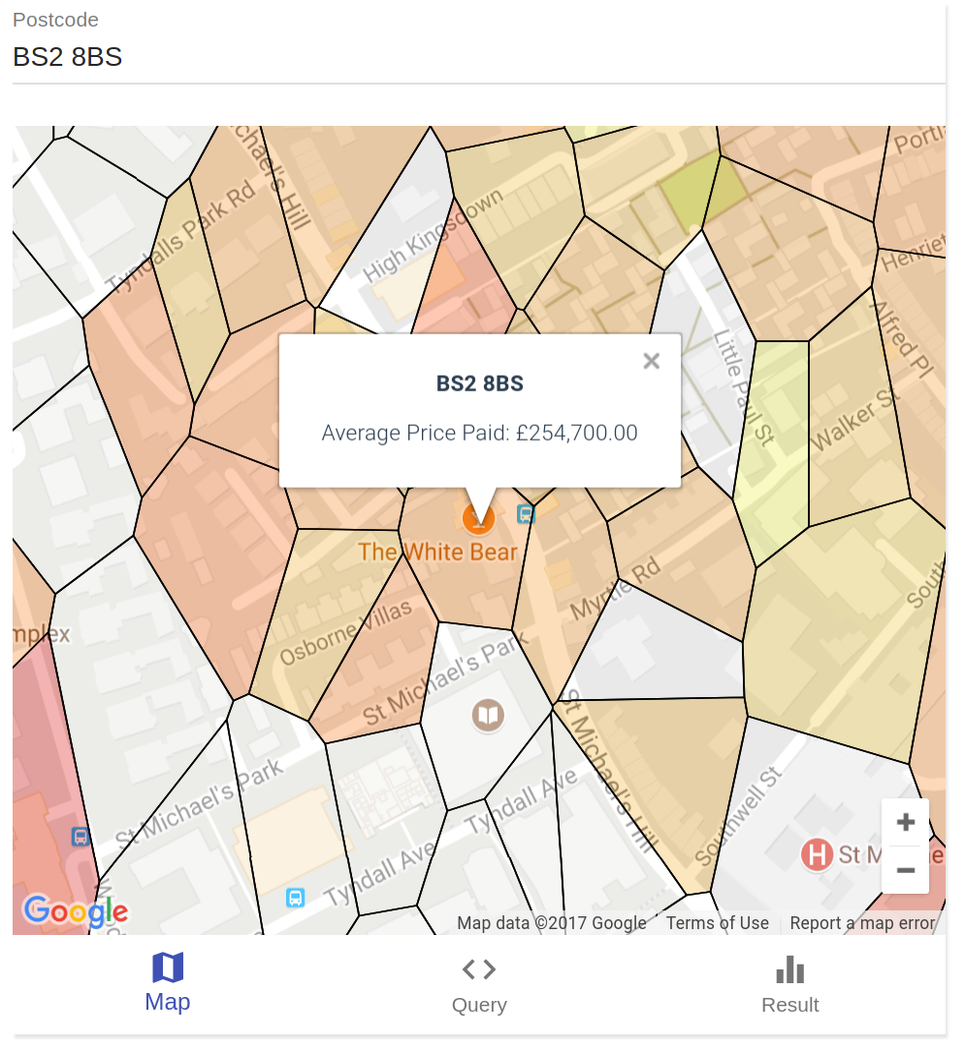 Postcode
BS2 8BS
Tyndalls Park Rd
chael's Hill
High Kingsdown
Portl
Henriet
Alfred Pl
Little Paul St
Walker St
BS2 8BS
×
Average Price Paid: £254,700.00
The White Bear
Myrtle Rd
South
Osborne Villas
mplex
St Michael's Park
St Michael's Hill
St Michael's Park
Tyndall Ave
Southwell St
Tyndall Ave
H St M
+
−
Google
Map data ©2017 Google
Terms of Use
Report a map error
Map
Query
Result